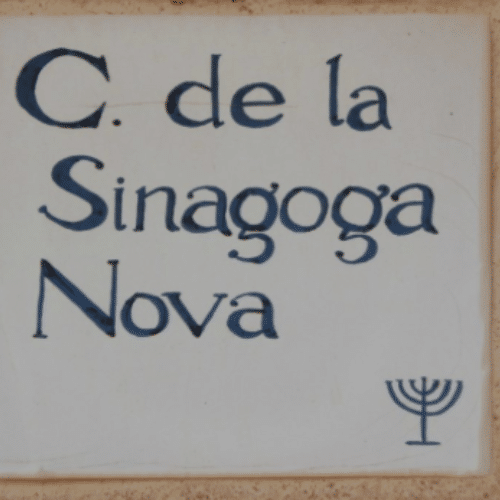 C. de la
Sinagoga
Nova